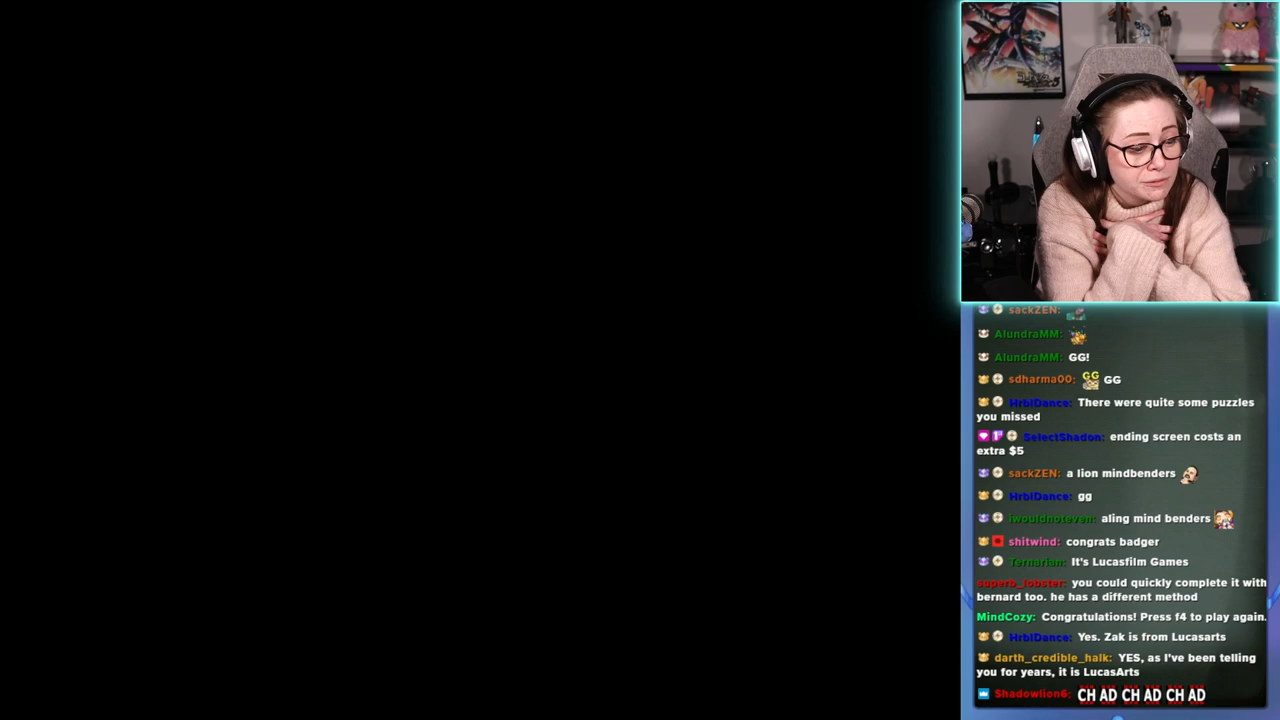 sackZEN:
AlundraMM:
AlundraMM: GG!
sdharma00: GG GG
HrblDance: There were quite some puzzles
you missed
SelectShadon: ending screen costs an
extra $5
sackZEN: a lion mindbenders
HrblDance: gg
iwouldnoteven: aling mind benders
shitwind: congrats badger
Ternarian: It's Lucasfilm Games
superb_lobster: you could quickly complete it with
bernard too. he has a different method
MindCozy: Congratulations! Press f4 to play again.
HrblDance: Yes. Zak is from Lucasarts
darth_credible_halk: YES, as I've been telling
you for years, it is LucasArts
Shadowlion6: CH AD CH AD CH AD